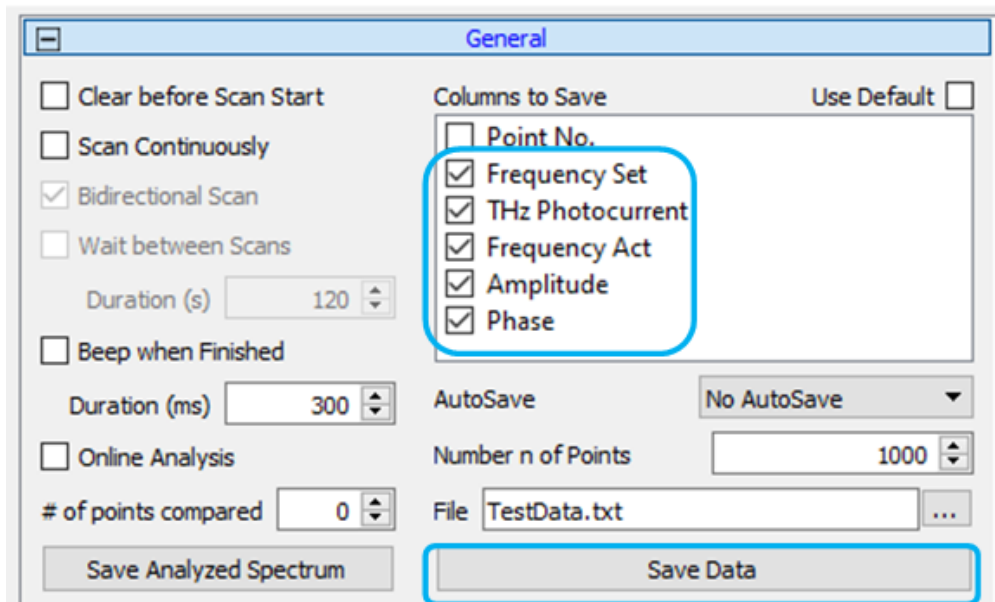 General
Clear before Scan Start
Scan Continuously
Bidirectional Scan
Wait between Scans
Duration (s) 120
Beep when Finished
Duration (ms) 300
Online Analysis
# of points compared 0
Save Analyzed Spectrum
Columns to Save Use Default
Point No.
Frequency Set
THz Photocurrent
Frequency Act
Amplitude
Phase
AutoSave No AutoSave
Number n of Points 1000
File TestData.txt ...
Save Data